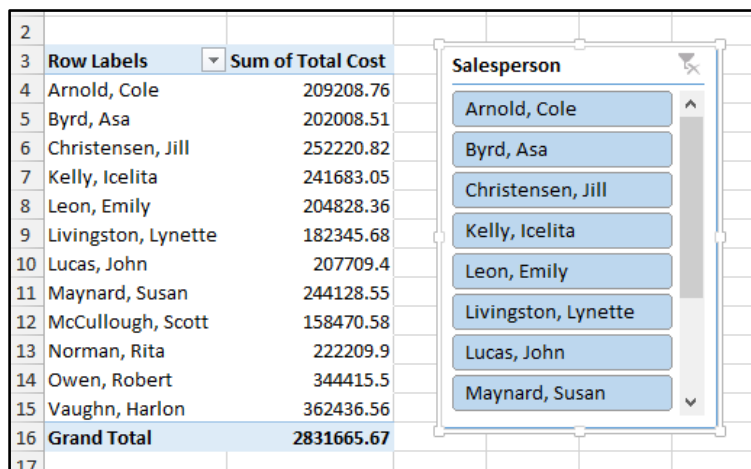 2
3 Row Labels Sum of Total Cost
4 Arnold, Cole 209208.76
5 Byrd, Asa 202008.51
6 Christensen, Jill 252220.82
7 Kelly, Icelita 241683.05
8 Leon, Emily 204828.36
9 Livingston, Lynette 182345.68
10 Lucas, John 207709.4
11 Maynard, Susan 244128.55
12 McCullough, Scott 158470.58
13 Norman, Rita 222209.9
14 Owen, Robert 344415.5
15 Vaughn, Harlon 362436.56
16 Grand Total 2831665.67
17
Salesperson
Arnold, Cole
Byrd, Asa
Christensen, Jill
Kelly, Icelita
Leon, Emily
Livingston, Lynette
Lucas, John
Maynard, Susan